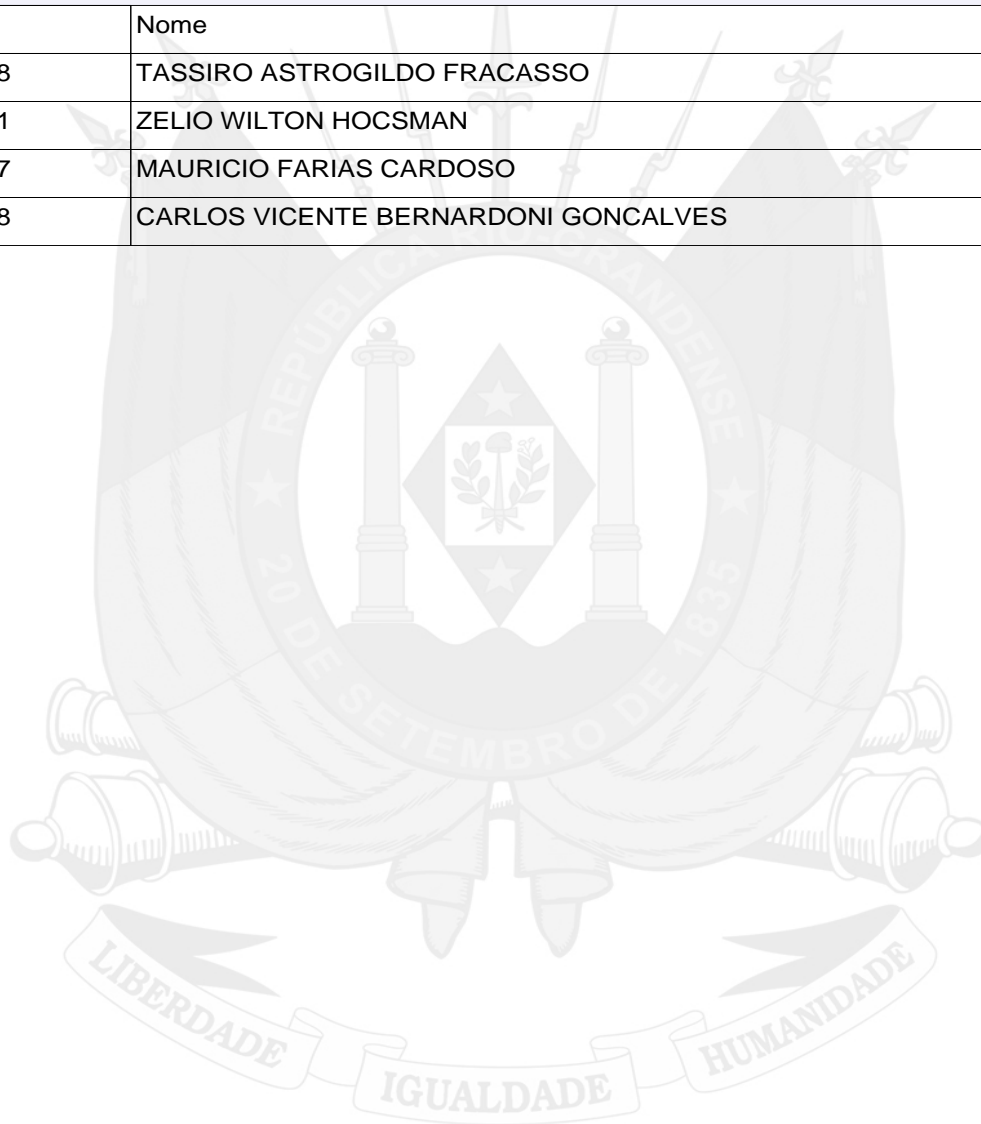 Nome
8 TASSIRO ASTROGILDO FRACASSO
1 ZELIO WILTON HOCSMAN
7 MAURICIO FARIAS CARDOSO
8 CARLOS VICENTE BERNARDONI GONCALVES
REPÚBLICA RIO-GRANDENSE
★ 20 DE SETEMBRO DE 1835 ★
LIBERDADE
IGUALDADE
HUMANIDADE